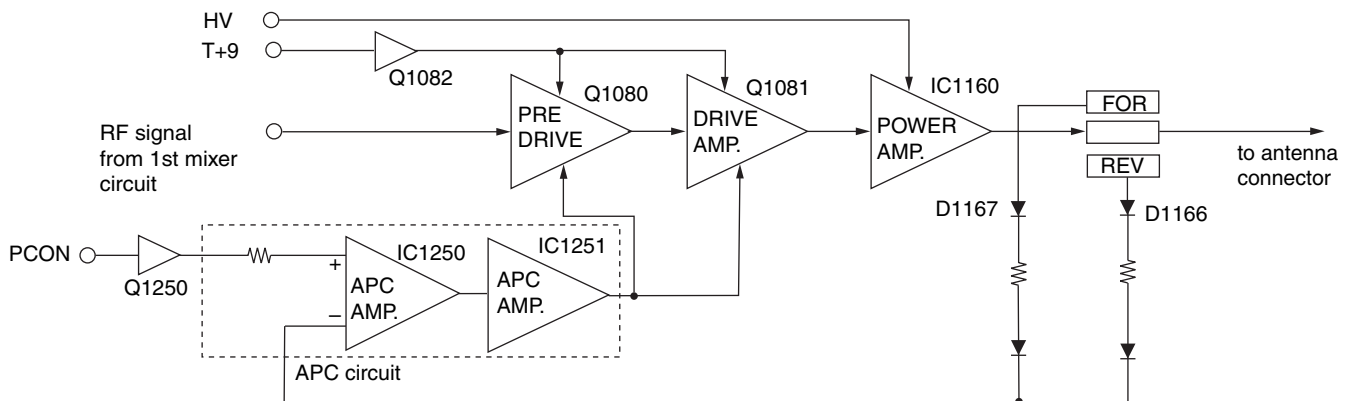 HV
T+9
Q1082
Q1080
Q1081
IC1160
PRE
DRIVE
DRIVE
AMP.
POWER
AMP.
FOR
REV
RF signal
from 1st mixer
circuit
to antenna
connector
D1167
D1166
PCON
Q1250
+
–
IC1250
APC
AMP.
IC1251
APC
AMP.
APC circuit